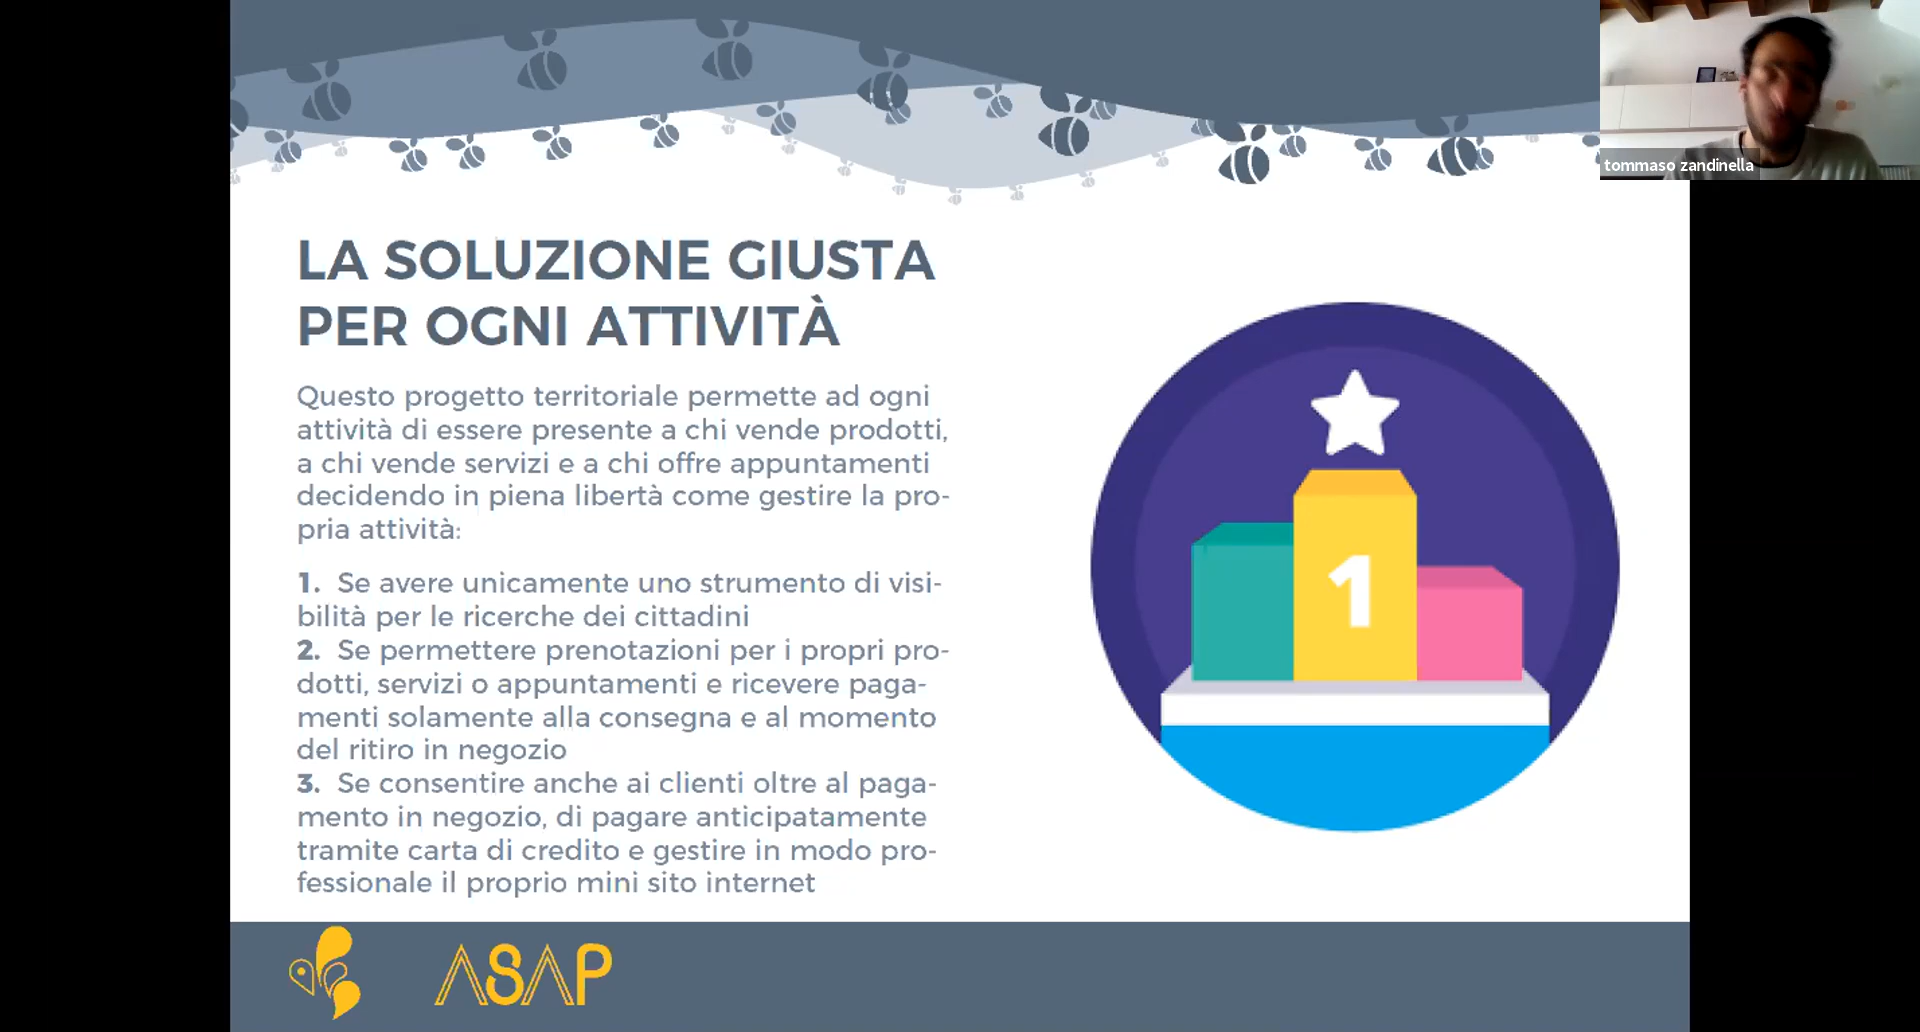 tommaso zandinella
LA SOLUZIONE GIUSTA
PER OGNI ATTIVITÀ
Questo progetto territoriale permette ad ogni
attività di essere presente a chi vende prodotti,
a chi vende servizi e a chi offre appuntamenti
decidendo in piena libertà come gestire la pro-
pria attività:
1. Se avere unicamente uno strumento di visi-
bilità per le ricerche dei cittadini
2. Se permettere prenotazioni per i propri pro-
dotti, servizi o appuntamenti e ricevere paga-
menti solamente alla consegna e al momento
del ritiro in negozio
3. Se consentire anche ai clienti oltre al paga-
mento in negozio, di pagare anticipatamente
tramite carta di credito e gestire in modo pro-
fessionale il proprio mini sito internet
1
ASAP